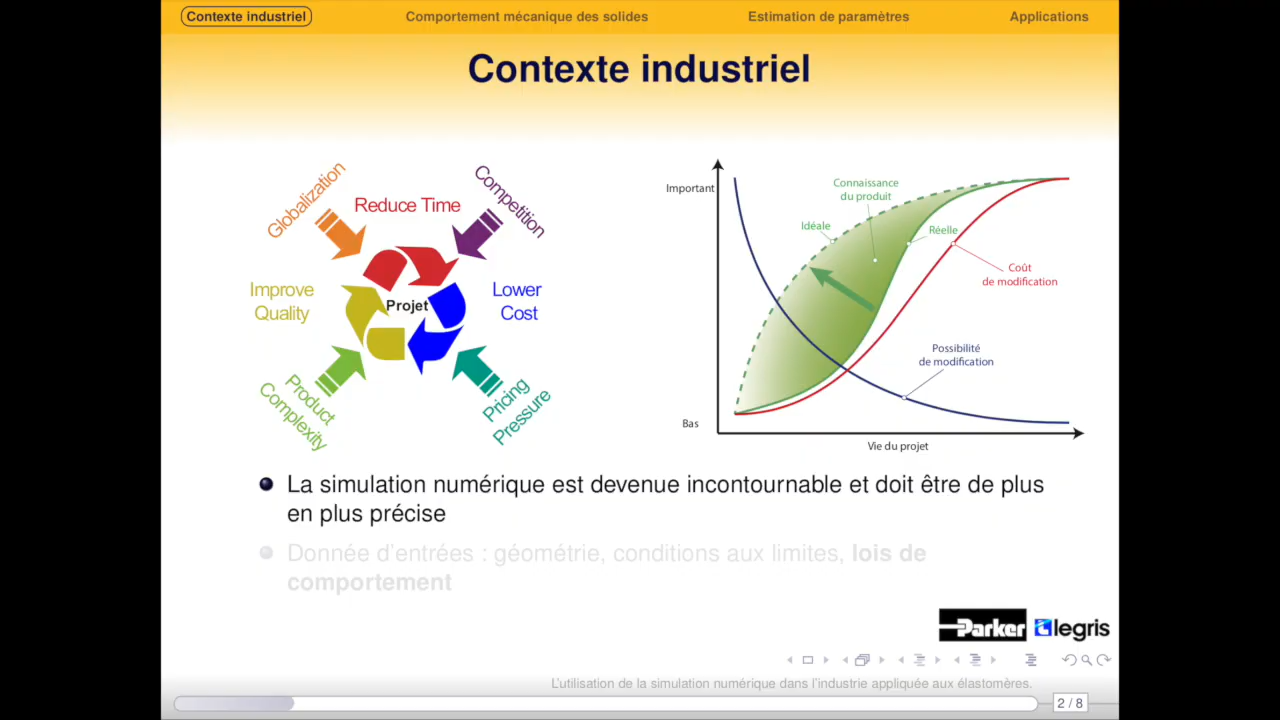 Contexte industriel
Comportement mécanique des solides
Estimation de paramètres
Applications
Contexte industriel
Globalization
Reduce Time
Competition
Improve
Quality
Projet
Lower
Cost
Product
Complexity
Pricing
Pressure
Important
Connaissance
du produit
Idéale
Réelle
Coût
de modification
Possibilité
de modification
Bas
Vie du projet
La simulation numérique est devenue incontournable et doit être de plus
en plus précise
Donnée d'entrées : géométrie, conditions aux limites, lois de
comportement
Parker
legris
L'utilisation de la simulation numérique dans l'industrie appliquée aux élastomères.
2 / 8